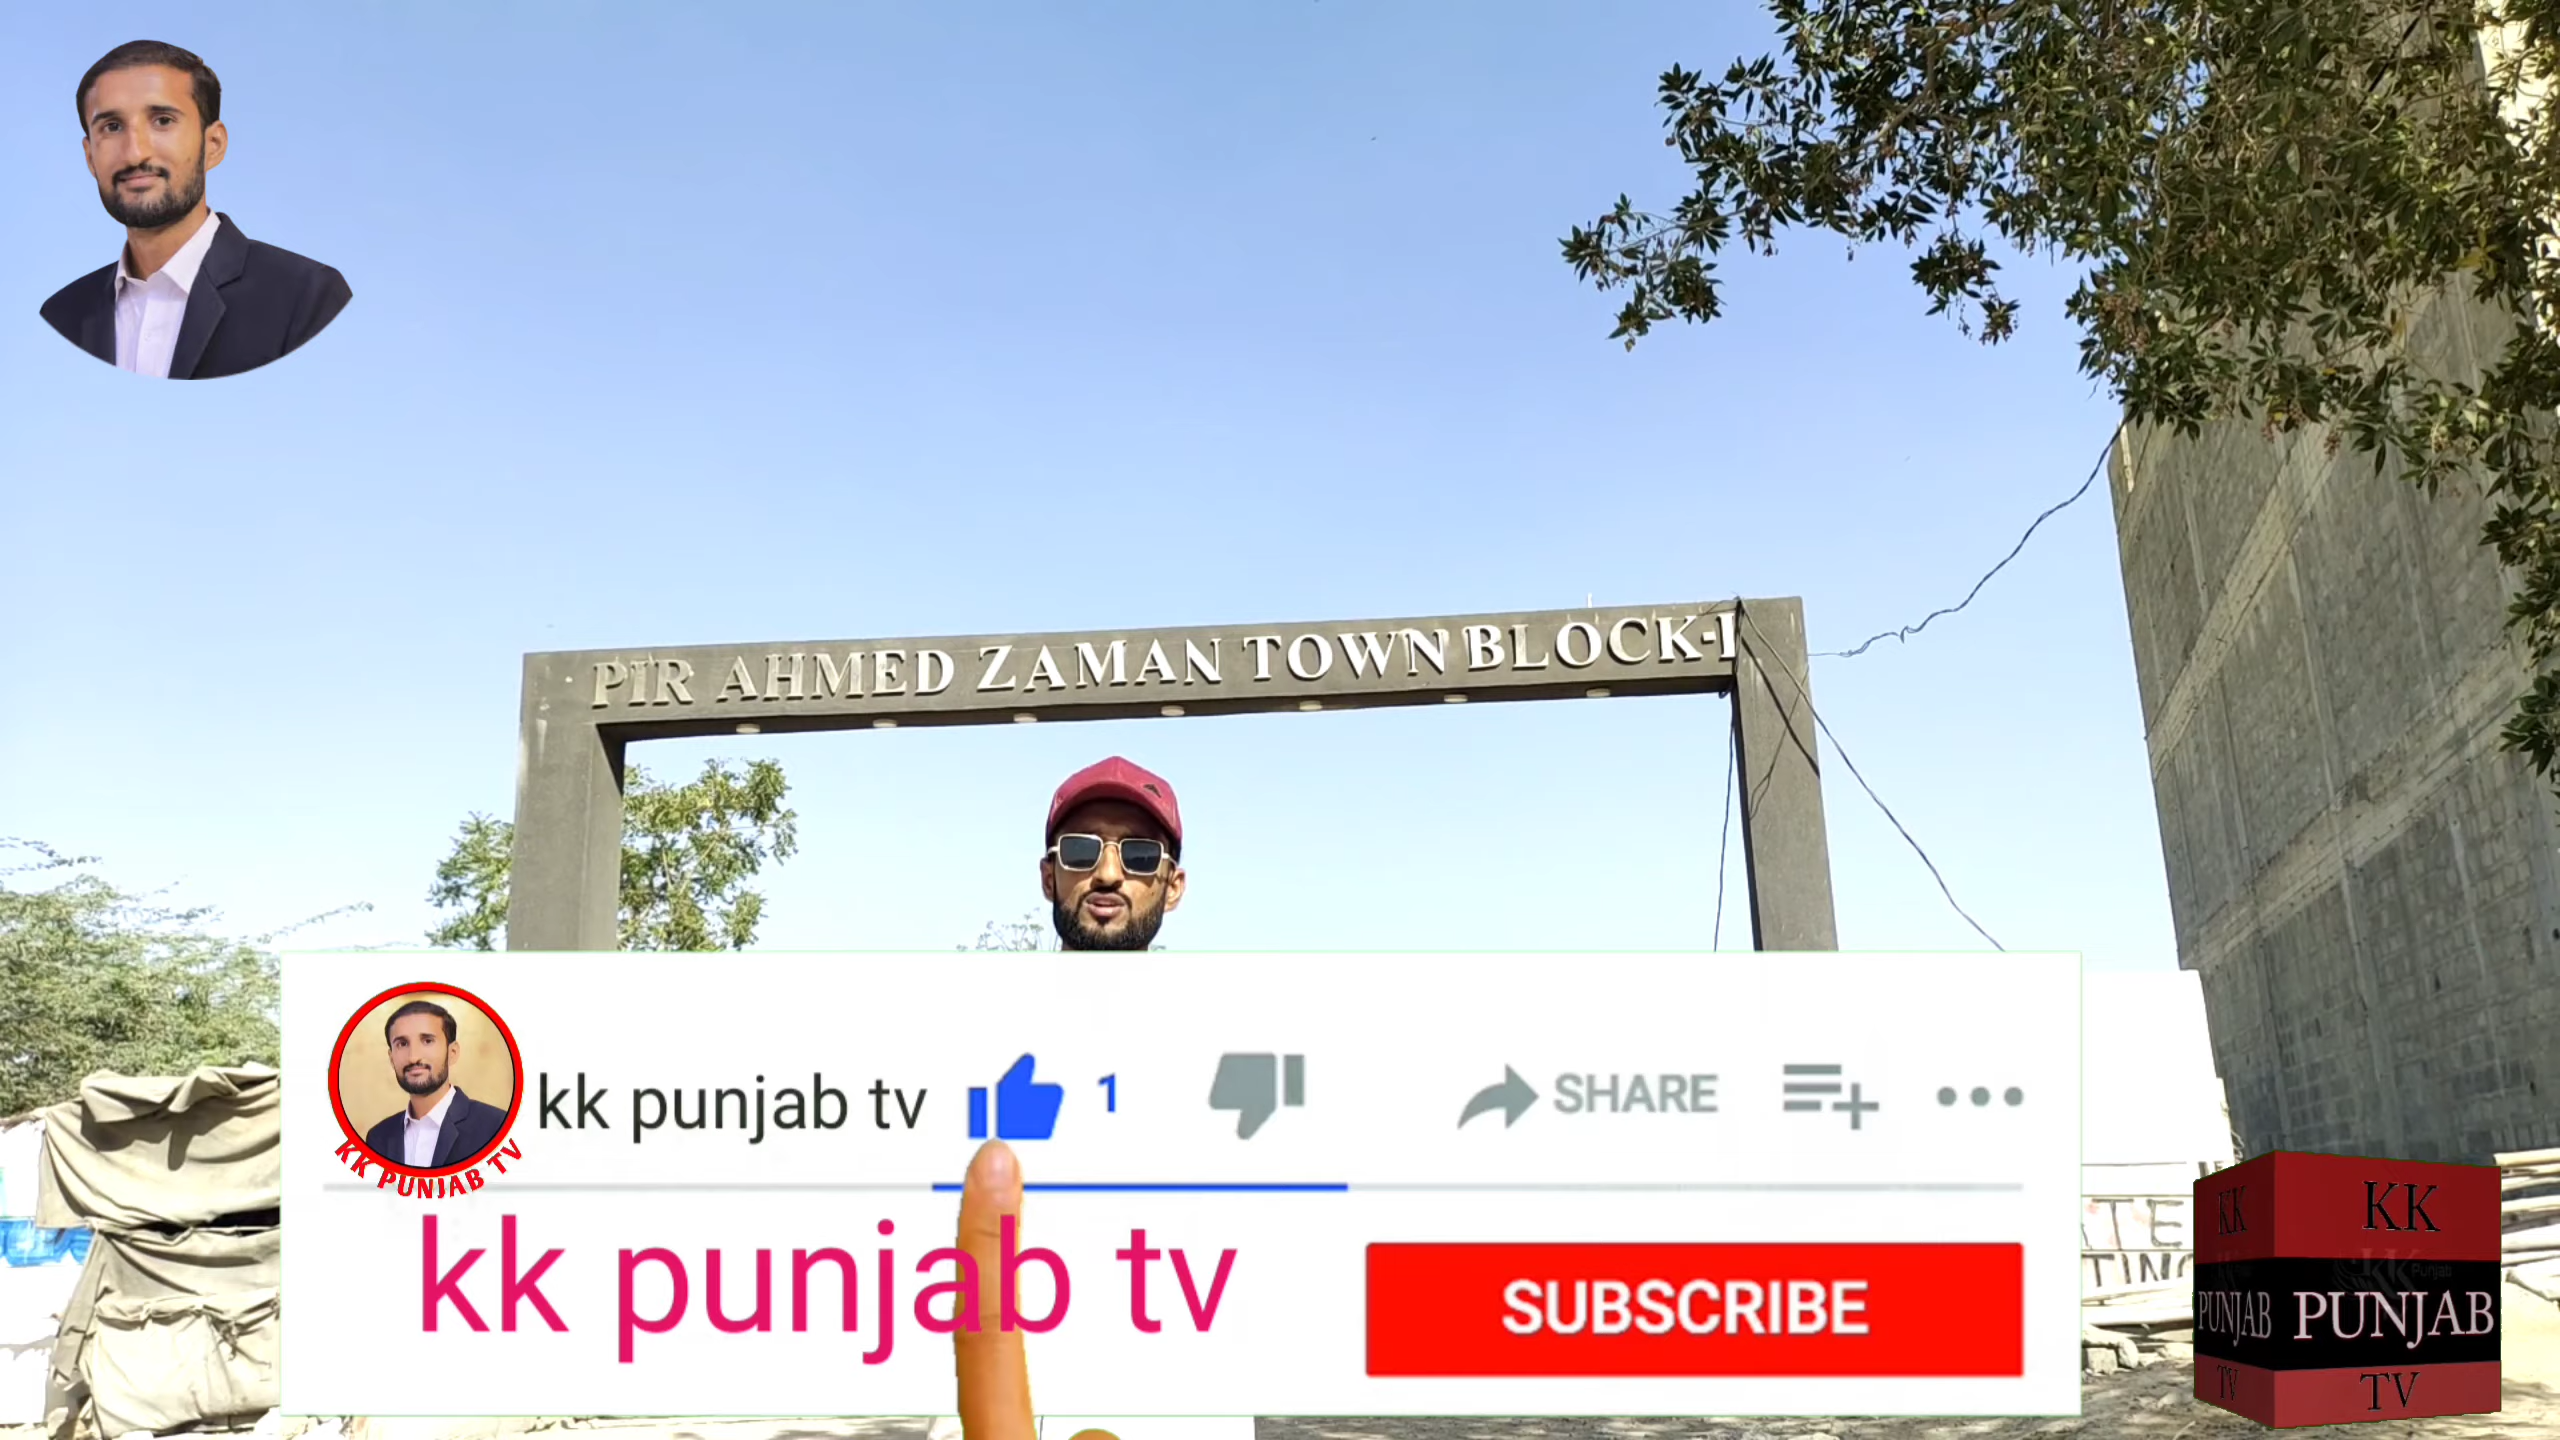 PIR AHMED ZAMAN TOWN BLOCK-I
kk punjab tv
1
SHARE
KK PUNJAB TV
kk punjab tv
SUBSCRIBE
KK
PUNJAB
TV
KK
PUNJAB
TV